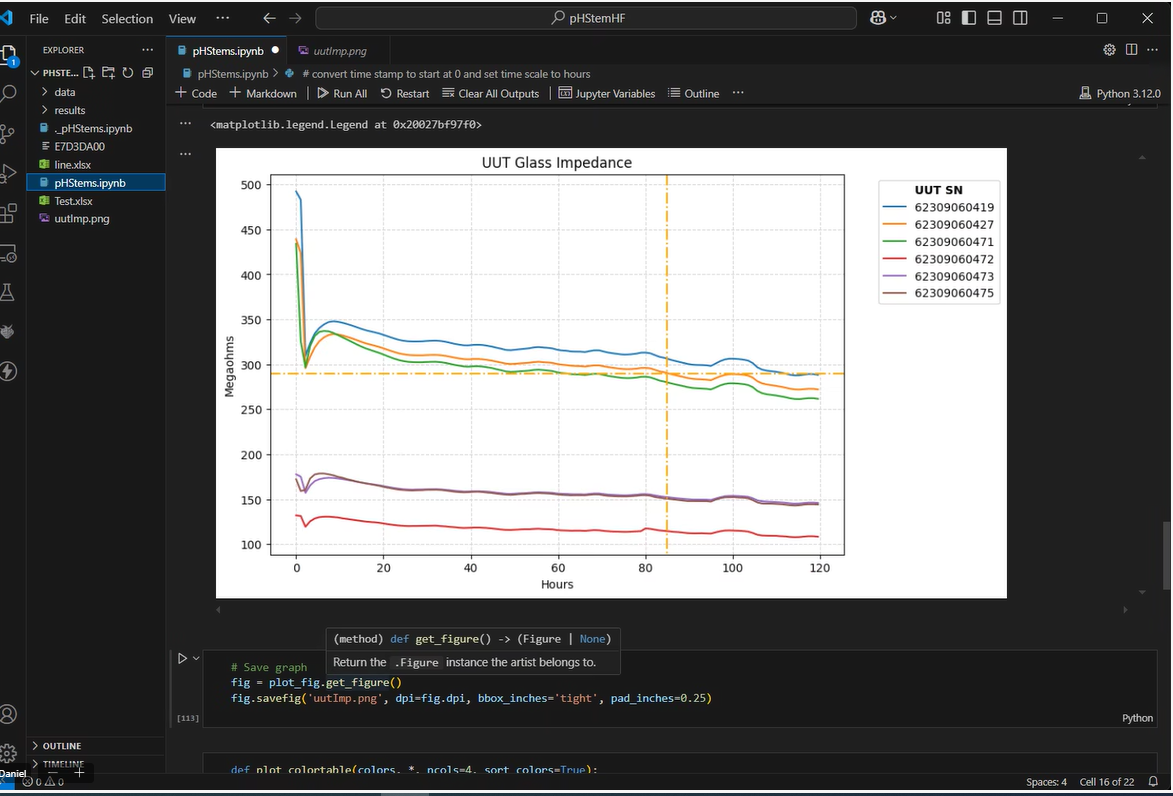 File Edit Selection View ··· pHStemHF
EXPLORER ···
pHStems.ipynb uutImp.png
PHSTE...
pHStems.ipynb > # convert time stamp to start at 0 and set time scale to hours
+ Code + Markdown Run All Restart Clear All Outputs Jupyter Variables Outline ··· Python 3.12.0
1
data
results
._pHStems.ipynb
E7D3DA00
line.xlsx
pHStems.ipynb
Test.xlsx
uutImp.png
<matplotlib.legend.Legend at 0x20027bf97f0>
UUT Glass Impedance
500
450
400
350
300
250
200
150
100
Megaohms
0 20 40 60 80 100 120
Hours
UUT SN
62309060419
62309060427
62309060471
62309060472
62309060473
62309060475
(method) def get_figure() -> (Figure | None)
Return the .Figure instance the artist belongs to.
# Save graph
fig = plot_fig.get_figure()
fig.savefig('uutImp.png', dpi=fig.dpi, bbox_inches='tight', pad_inches=0.25)
[113]
Python
def plot_colortable(colors, *, ncols=4, sort_colors=True):
OUTLINE
TIMELINE
Daniel
0 0
Spaces: 4 Cell 16 of 22